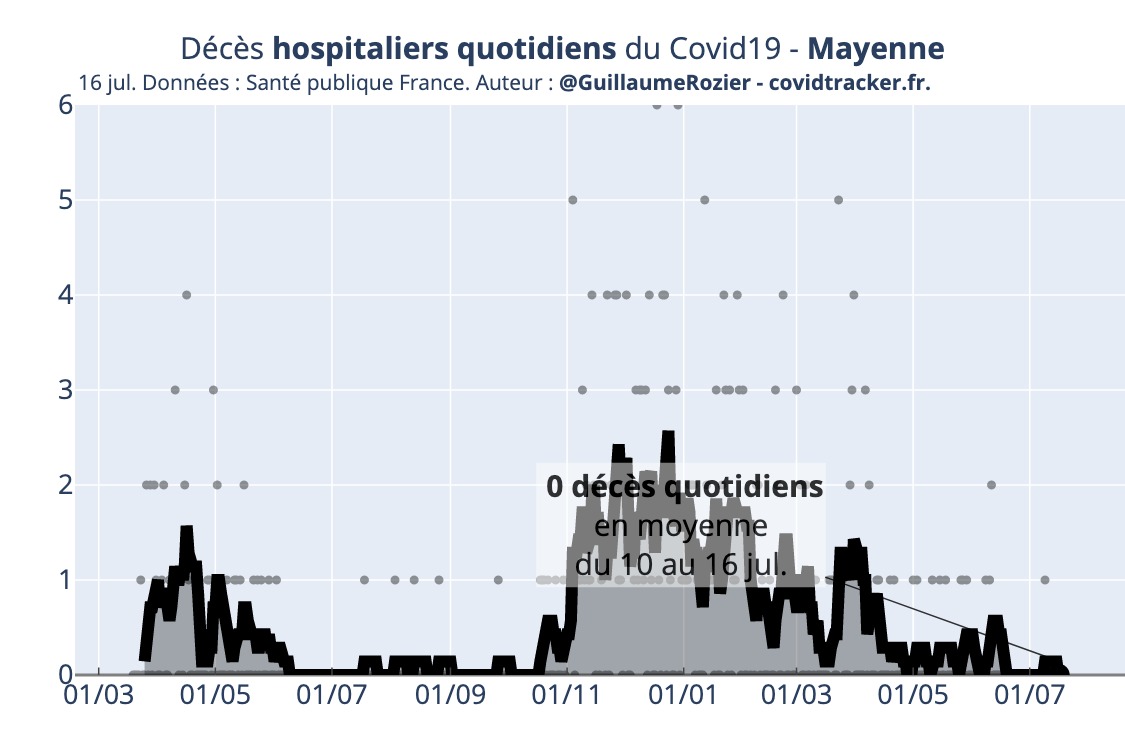 Décès hospitaliers quotidiens du Covid19 - Mayenne
16 jul. Données : Santé publique France. Auteur : @GuillaumeRozier - covidtracker.fr.
6
5
4
3
2
1
0
0 décès quotidiens
en moyenne
du 10 au 16 jul.
01/03 01/05 01/07 01/09 01/11 01/01 01/03 01/05 01/07